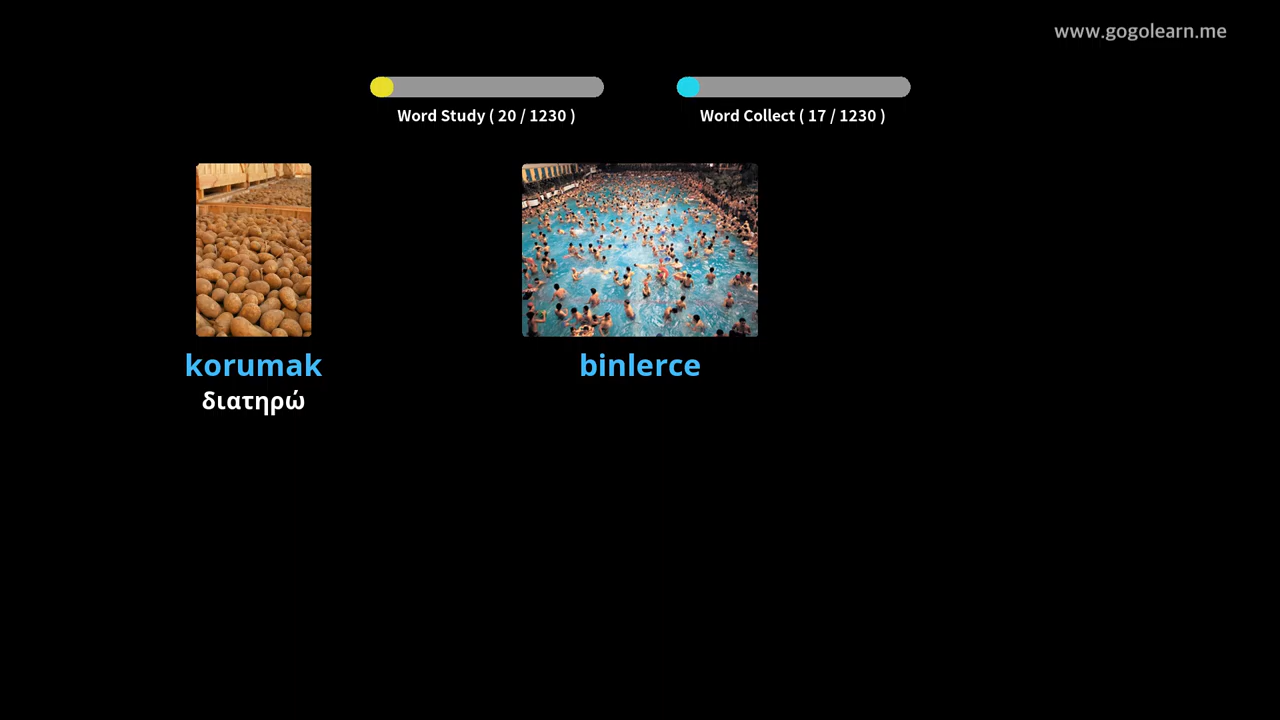 www.gogolearn.me
Word Study ( 20 / 1230 )
Word Collect ( 17 / 1230 )
korumak
διατηρώ
binlerce